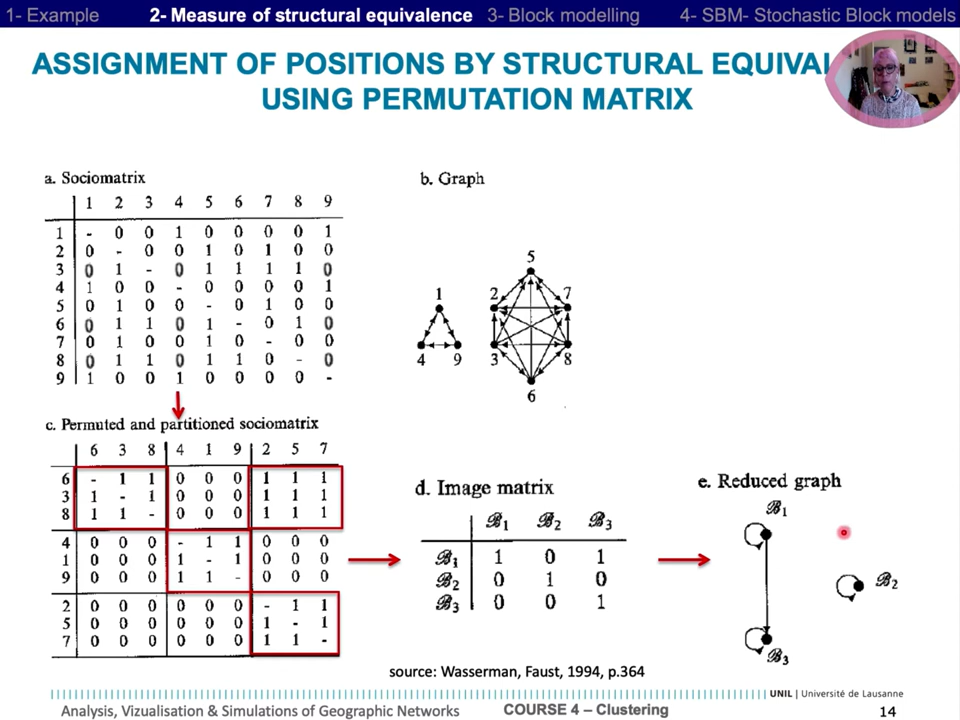 1- Example 2- Measure of structural equivalence 3- Block modelling 4- SBM- Stochastic Block models
ASSIGNMENT OF POSITIONS BY STRUCTURAL EQUIVAL
USING PERMUTATION MATRIX
a. Sociomatrix
1 2 3 4 5 6 7 8 9
1 - 0 0 1 0 0 0 0 1
2 0 - 0 0 1 0 1 0 0
3 0 1 - 0 1 1 1 1 0
4 1 0 0 - 0 0 0 0 1
5 0 1 0 0 - 0 1 0 0
6 0 1 1 0 1 - 0 1 0
7 0 1 0 0 1 0 - 0 0
8 0 1 1 0 1 1 0 - 0
9 1 0 0 1 0 0 0 0 -
b. Graph
5
1 2 7
4 9 3 8
6
c. Permuted and partitioned sociomatrix
6 3 8 4 1 9 2 5 7
6 - 1 1 0 0 0 1 1 1
3 1 - 1 0 0 0 1 1 1
8 1 1 - 0 0 0 1 1 1
4 0 0 0 - 1 1 0 0 0
1 0 0 0 1 - 1 0 0 0
9 0 0 0 1 1 - 0 0 0
2 0 0 0 0 0 0 - 1 1
5 0 0 0 0 0 0 1 - 1
7 0 0 0 0 0 0 1 1 -
d. Image matrix
ℬ₁ ℬ₂ ℬ₃
ℬ₁ 1 0 1
ℬ₂ 0 1 0
ℬ₃ 0 0 1
e. Reduced graph
ℬ₁
ℬ₂
ℬ₃
source: Wasserman, Faust, 1994, p.364
UNIL | Université de Lausanne
Analysis, Vizualisation & Simulations of Geographic Networks COURSE 4 – Clustering 14